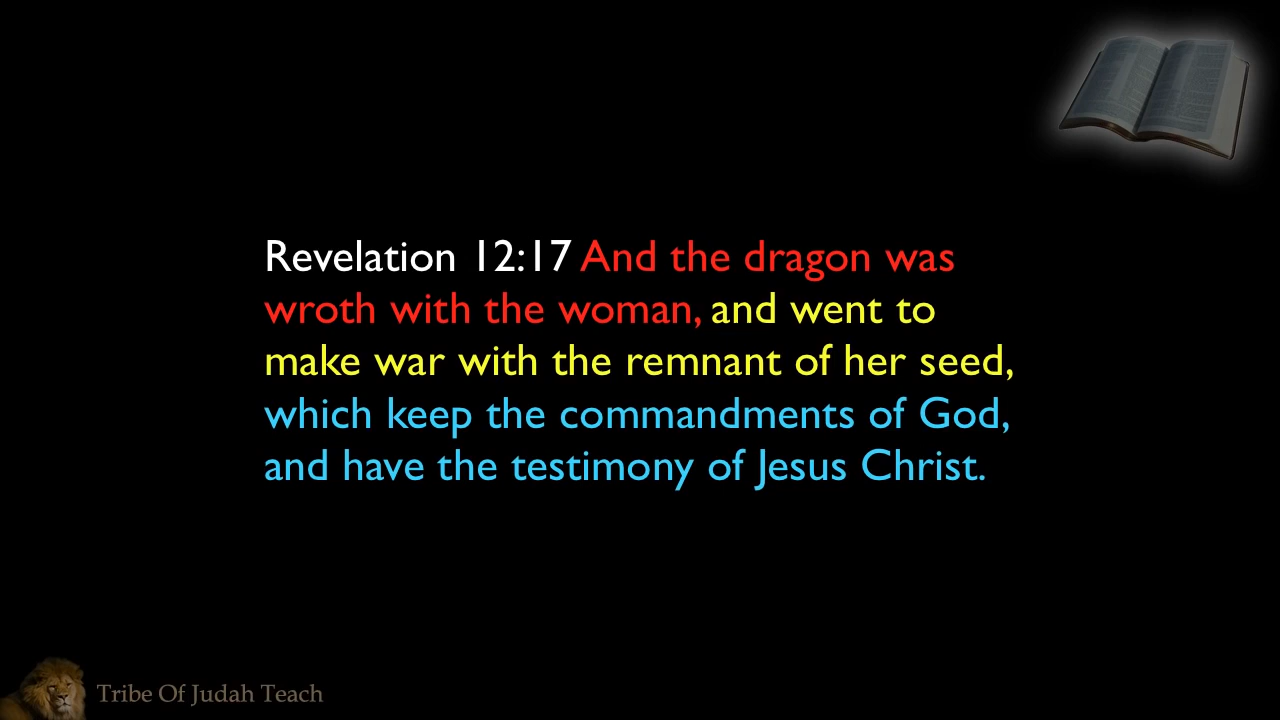 Revelation 12:17 And the dragon was
wroth with the woman, and went to
make war with the remnant of her seed,
which keep the commandments of God,
and have the testimony of Jesus Christ.
Tribe Of Judah Teach